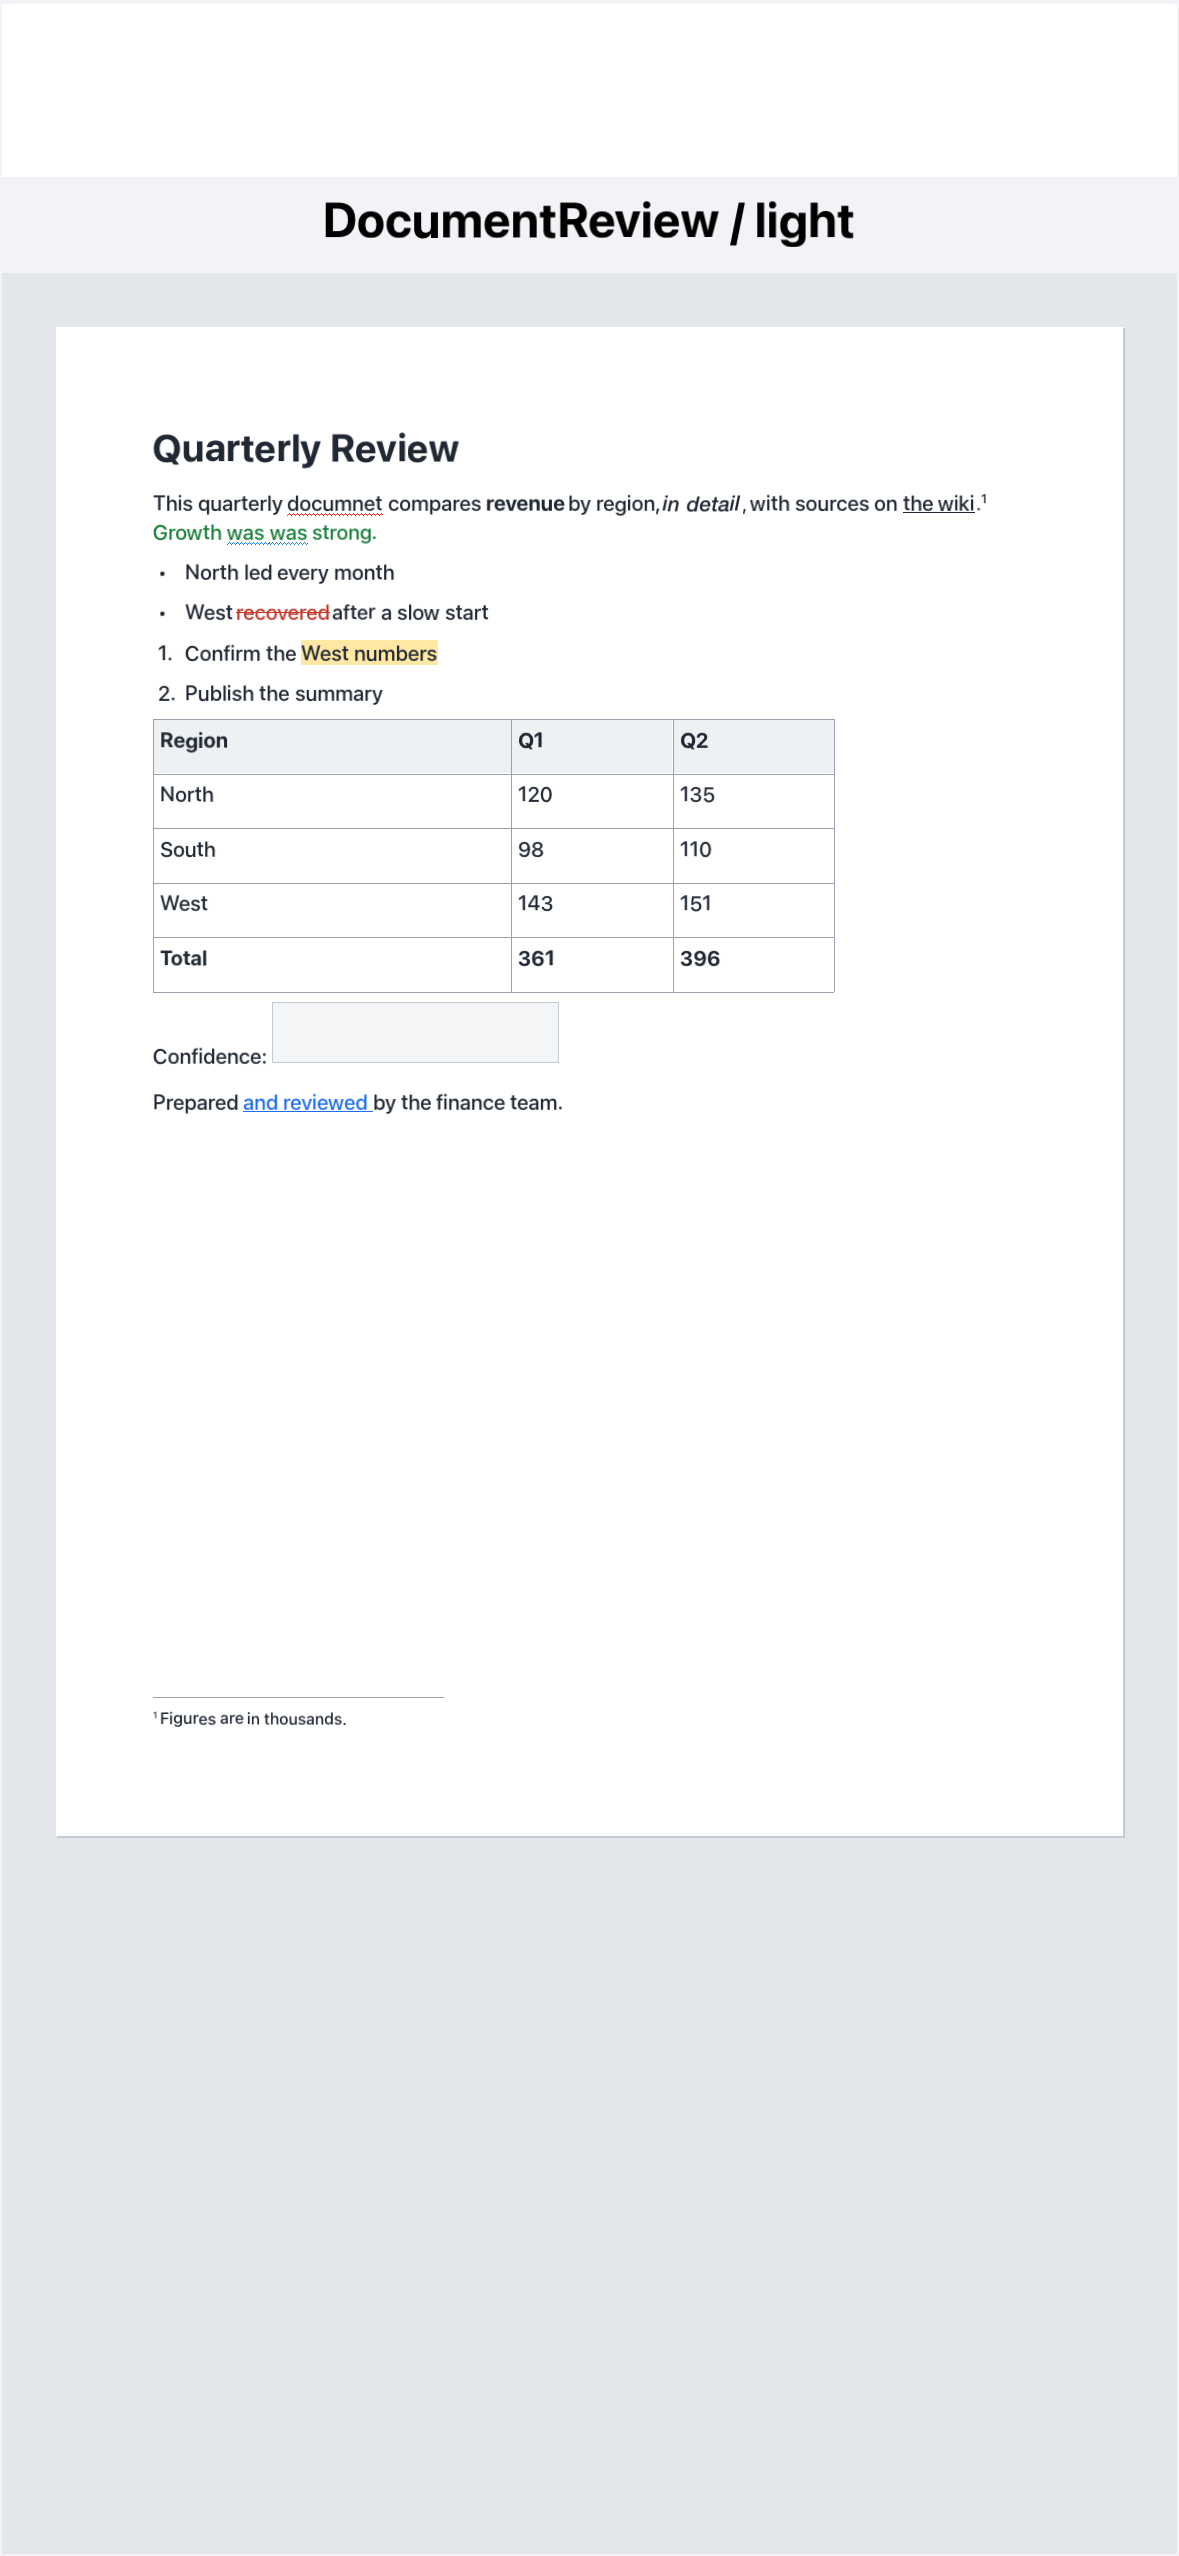 DocumentReview / light
Quarterly Review
This quarterly documnet compares revenue by region, in detail, with sources on the wiki.¹
Growth was was strong.
• North led every month
• West recovered after a slow start
1. Confirm the West numbers
2. Publish the summary
Region Q1 Q2
North 120 135
South 98 110
West 143 151
Total 361 396
Confidence:
Prepared and reviewed by the finance team.
¹ Figures are in thousands.